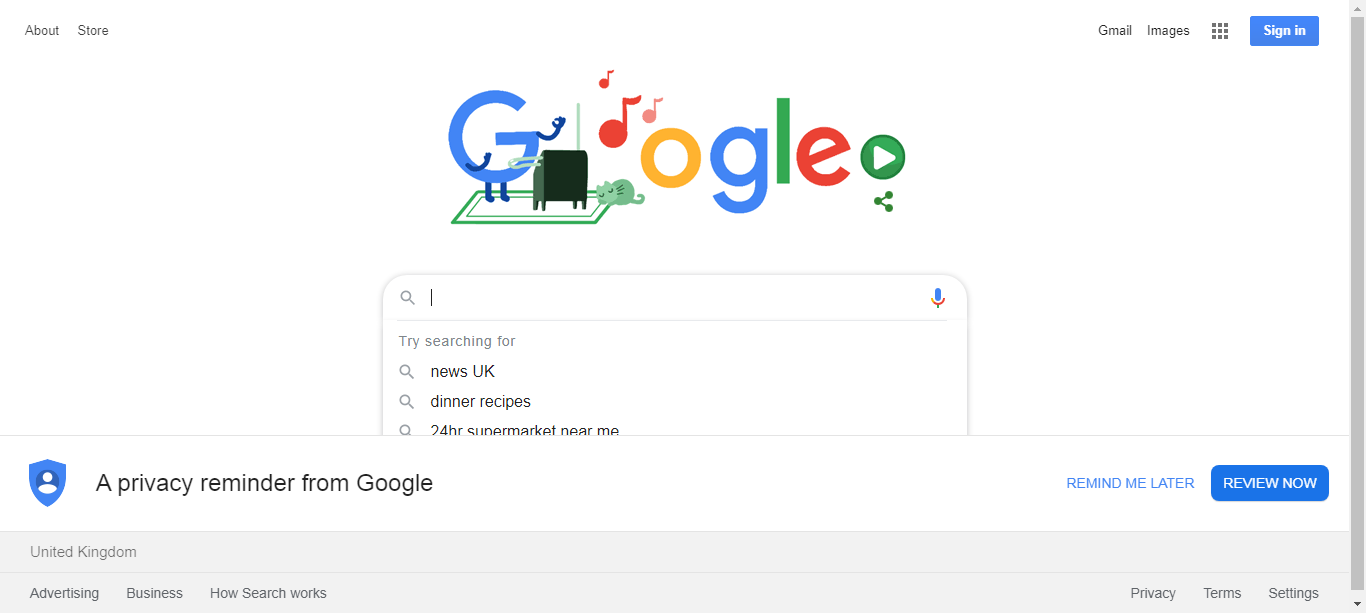 About Store
Gmail Images Sign in
Google
Try searching for
news UK
dinner recipes
24hr supermarket near me
A privacy reminder from Google
REMIND ME LATER REVIEW NOW
United Kingdom
Advertising Business How Search works
Privacy Terms Settings